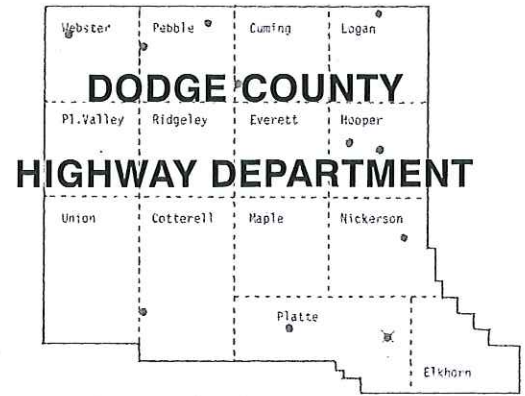 Webster Pebble Cuming Logan
DODGE COUNTY
Pl.Valley Ridgeley Everett Hooper
HIGHWAY DEPARTMENT
Union Cotterell Maple Nickerson
Platte
Elkhorn